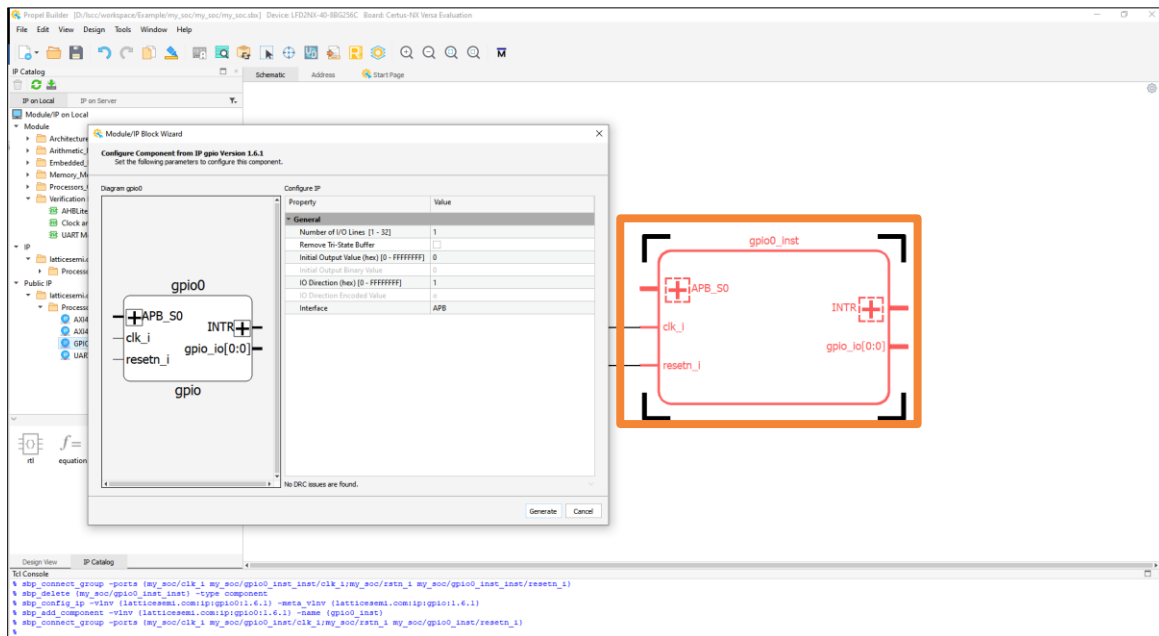 Propel Builder [D:/lscc/workspace/Example/my_soc/my_soc/my_soc.sbx] Device: LFD2NX-40-8BG256C Board: Certus-NX Versa Evaluation
File Edit View Design Tools Window Help
IP Catalog
Schematic Address Start Page
IP on Local IP on Server
Module/IP on Local
Module
Architecture
Arithmetic_
Embedded_
Memory_M
Processors_
Verification
AHBLite
Clock ar
UART M
IP
latticesemi.
Process
Public IP
latticesemi.
Process
AXI4
AXI4
GPIO
UAR
rtl equation
Design View IP Catalog
Module/IP Block Wizard
Configure Component from IP gpio Version 1.6.1
Set the following parameters to configure this component.
Diagram gpio0
gpio0
APB_S0
INTR
clk_i
gpio_io[0:0]
resetn_i
gpio
Configure IP
Property Value
General
Number of I/O Lines [1 - 32] 1
Remove Tri-State Buffer
Initial Output Value (hex) [0 - FFFFFFFF] 0
Initial Output Binary Value 0
IO Direction (hex) [0 - FFFFFFFF] 1
IO Direction Encoded Value
Interface APB
No DRC issues are found.
Generate Cancel
gpio0_inst
APB_S0
INTR
clk_i
gpio_io[0:0]
resetn_i
Tcl Console
% sbp_connect_group -ports {my_soc/clk_i my_soc/gpio0_inst_inst/clk_i;my_soc/rstn_i my_soc/gpio0_inst_inst/resetn_i}
% sbp_delete {my_soc/gpio0_inst_inst} -type component
% sbp_config_ip -vlnv {latticesemi.com:ip:gpio0:1.6.1} -meta_vlnv {latticesemi.com:ip:gpio:1.6.1}
% sbp_add_component -vlnv {latticesemi.com:ip:gpio0:1.6.1} -name {gpio0_inst}
% sbp_connect_group -ports {my_soc/clk_i my_soc/gpio0_inst/clk_i;my_soc/rstn_i my_soc/gpio0_inst/resetn_i}
%